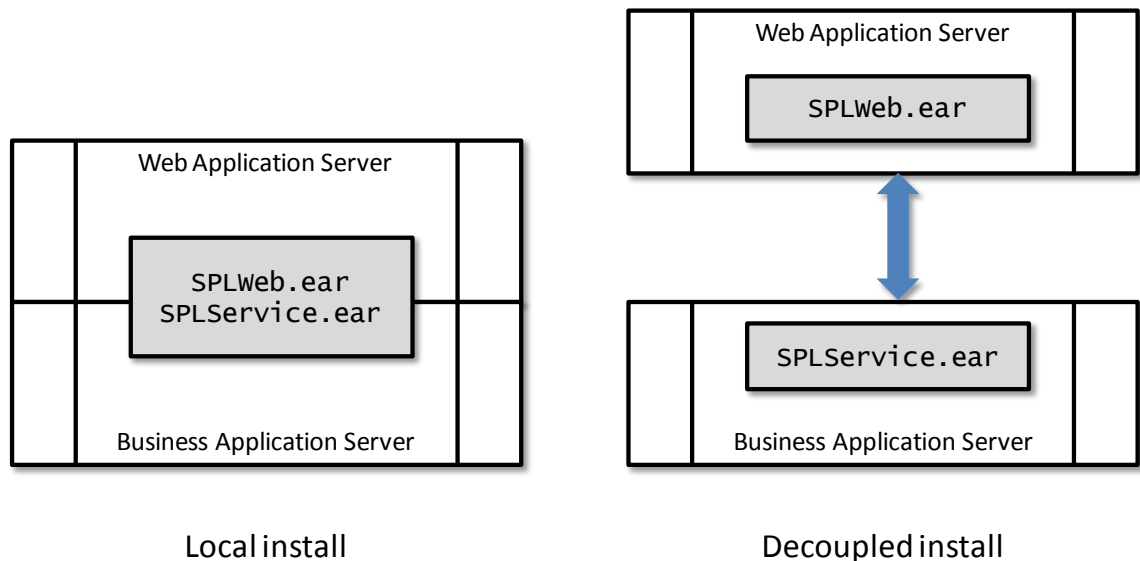 Web Application Server
SPLWeb.ear
SPLService.ear
Business Application Server
Local install
Web Application Server
SPLWeb.ear
SPLService.ear
Business Application Server
Decoupled install